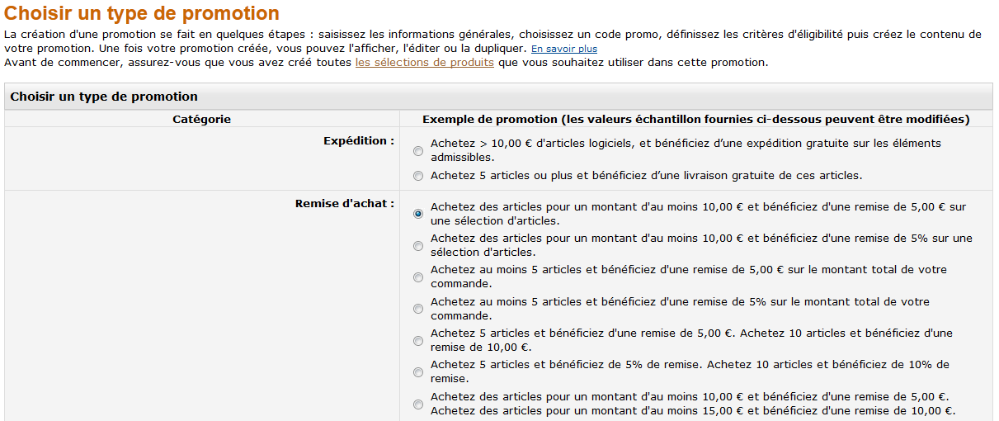 Choisir un type de promotion
La création d'une promotion se fait en quelques étapes : saisissez les informations générales, choisissez un code promo, définissez les critères d'éligibilité puis créez le contenu de
votre promotion. Une fois votre promotion créée, vous pouvez l'afficher, l'éditer ou la dupliquer. En savoir plus
Avant de commencer, assurez-vous que vous avez créé toutes les sélections de produits que vous souhaitez utiliser dans cette promotion.
Choisir un type de promotion
Catégorie
Exemple de promotion (les valeurs échantillon fournies ci-dessous peuvent être modifiées)
Expédition :
Achetez > 10,00 € d'articles logiciels, et bénéficiez d’une expédition gratuite sur les éléments
admissibles.
Achetez 5 articles ou plus et bénéficiez d’une livraison gratuite de ces articles.
Remise d'achat :
Achetez des articles pour un montant d'au moins 10,00 € et bénéficiez d'une remise de 5,00 € sur
une sélection d'articles.
Achetez des articles pour un montant d'au moins 10,00 € et bénéficiez d'une remise de 5% sur une
sélection d'articles.
Achetez au moins 5 articles et bénéficiez d'une remise de 5,00 € sur le montant total de votre
commande.
Achetez au moins 5 articles et bénéficiez d'une remise de 5% sur le montant total de votre
commande.
Achetez 5 articles et bénéficiez d'une remise de 5,00 €. Achetez 10 articles et bénéficiez d'une
remise de 10,00 €.
Achetez 5 articles et bénéficiez de 5% de remise. Achetez 10 articles et bénéficiez de 10% de
remise.
Achetez des articles pour un montant d'au moins 10,00 € et bénéficiez d'une remise de 5,00 €.
Achetez des articles pour un montant d'au moins 15,00 € et bénéficiez d'une remise de 10,00 €.